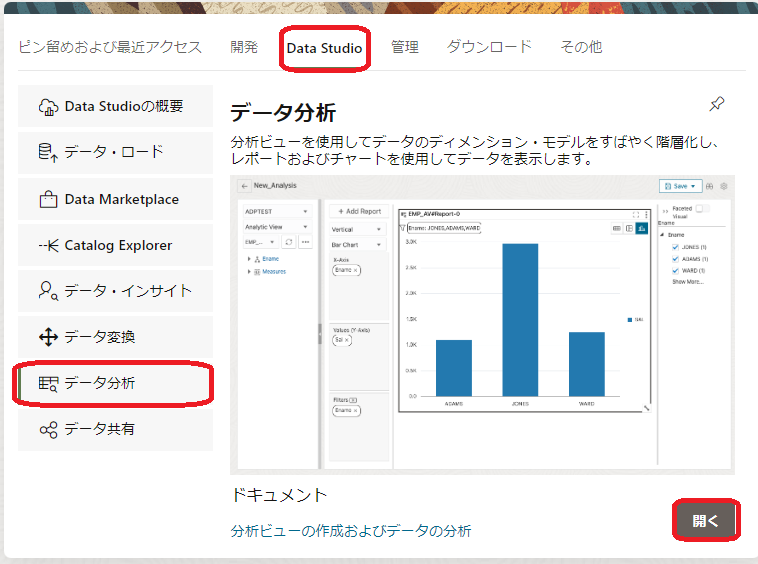 ピン留めおよび最近アクセス 開発 Data Studio 管理 ダウンロード その他
Data Studioの概要
データ・ロード
Data Marketplace
Catalog Explorer
データ・インサイト
データ変換
データ分析
データ共有
データ分析
分析ビューを使用してデータのディメンション・モデルをすばやく階層化し、
レポートおよびチャートを使用してデータを表示します。
New_Analysis
Save
ADPTEST
Analytic View
EMP_...
Ename
Measures
+ Add Report
Vertical
Bar Chart
X-Axis
Ename ×
Values (Y-Axis)
Sal ×
Filters
Ename ×
EMP_AV#Report-0
Ename: JONES,ADAMS,WARD
3.0K
2.5K
2.0K
1.5K
1.0K
0.5K
0.0
ADAMS JONES WARD
Faceted
Visual
Ename
Ename
JONES (1)
ADAMS (1)
WARD (1)
Show More...
ドキュメント
分析ビューの作成およびデータの分析
開く